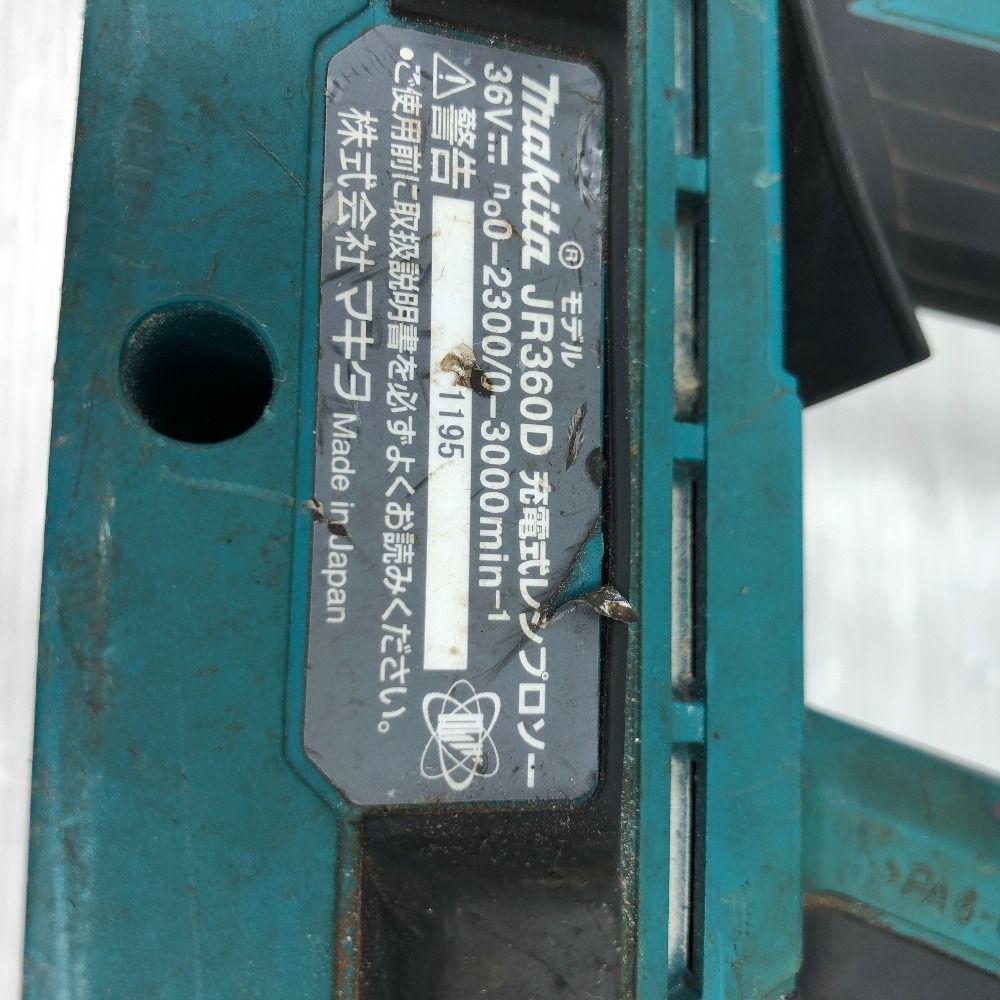 makita® モデル JR360D 充電式レシプロソー
36V⎓ n₀0-2300/0-3000min⁻¹
⚠警告 1195
•ご使用前に取扱説明書を必ずよくお読みください。
株式会社マキタ Made in Japan
>PA6-